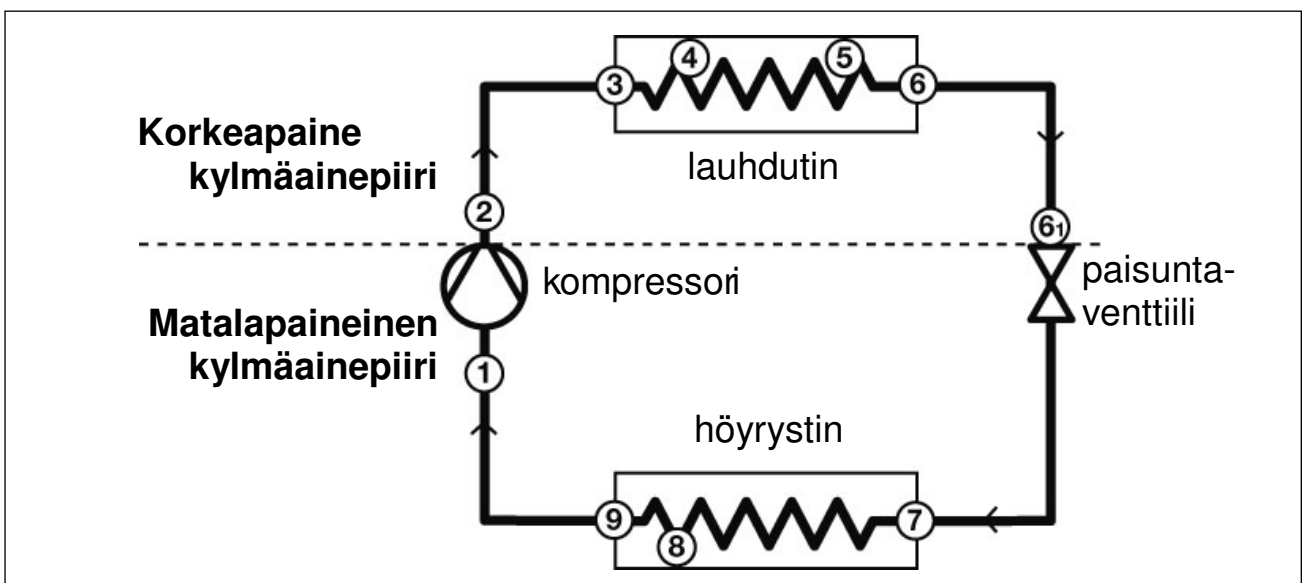 4
5
3
6
Korkeapaine
kylmäainepiiri
lauhdutin
2
6₁
kompressori
paisunta-
venttiili
Matalapaineinen
kylmäainepiiri
1
höyrystin
9
7
8